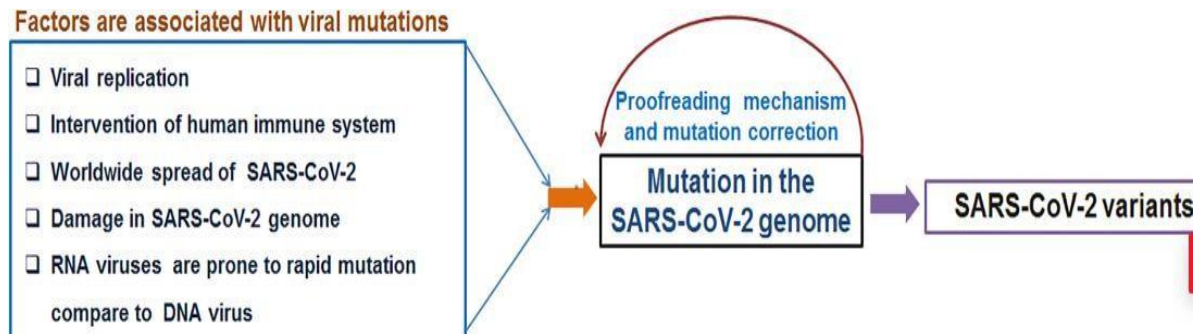 Factors are associated with viral mutations
❑ Viral replication
❑ Intervention of human immune system
❑ Worldwide spread of SARS-CoV-2
❑ Damage in SARS-CoV-2 genome
❑ RNA viruses are prone to rapid mutation
compare to DNA virus
Proofreading mechanism
and mutation correction
Mutation in the
SARS-CoV-2 genome
SARS-CoV-2 variants